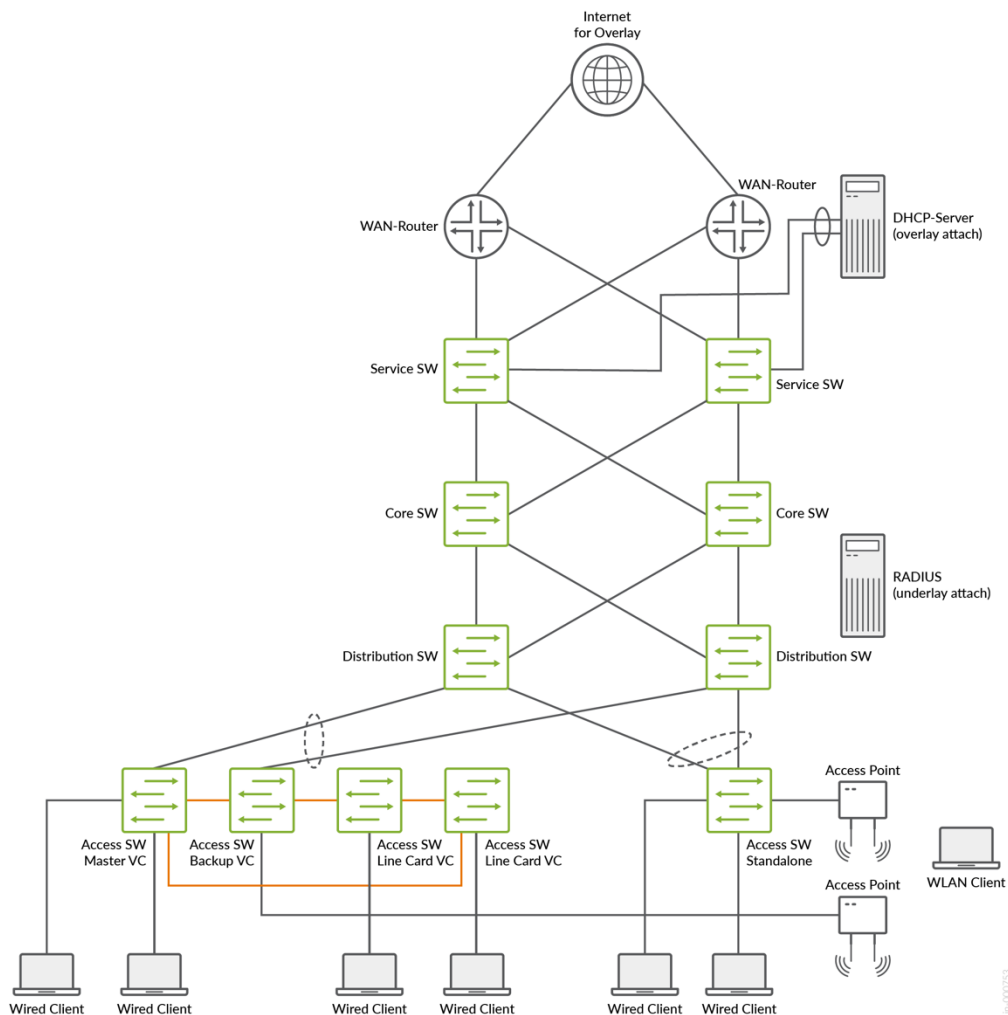 Internet
for Overlay
WAN-Router
WAN-Router
DHCP-Server
(overlay attach)
Service SW
Service SW
Core SW
Core SW
RADIUS
(underlay attach)
Distribution SW
Distribution SW
Access Point
Access SW
Master VC
Access SW
Backup VC
Access SW
Line Card VC
Access SW
Line Card VC
Access SW
Standalone
WLAN Client
Access Point
Wired Client
Wired Client
Wired Client
Wired Client
Wired Client
Wired Client